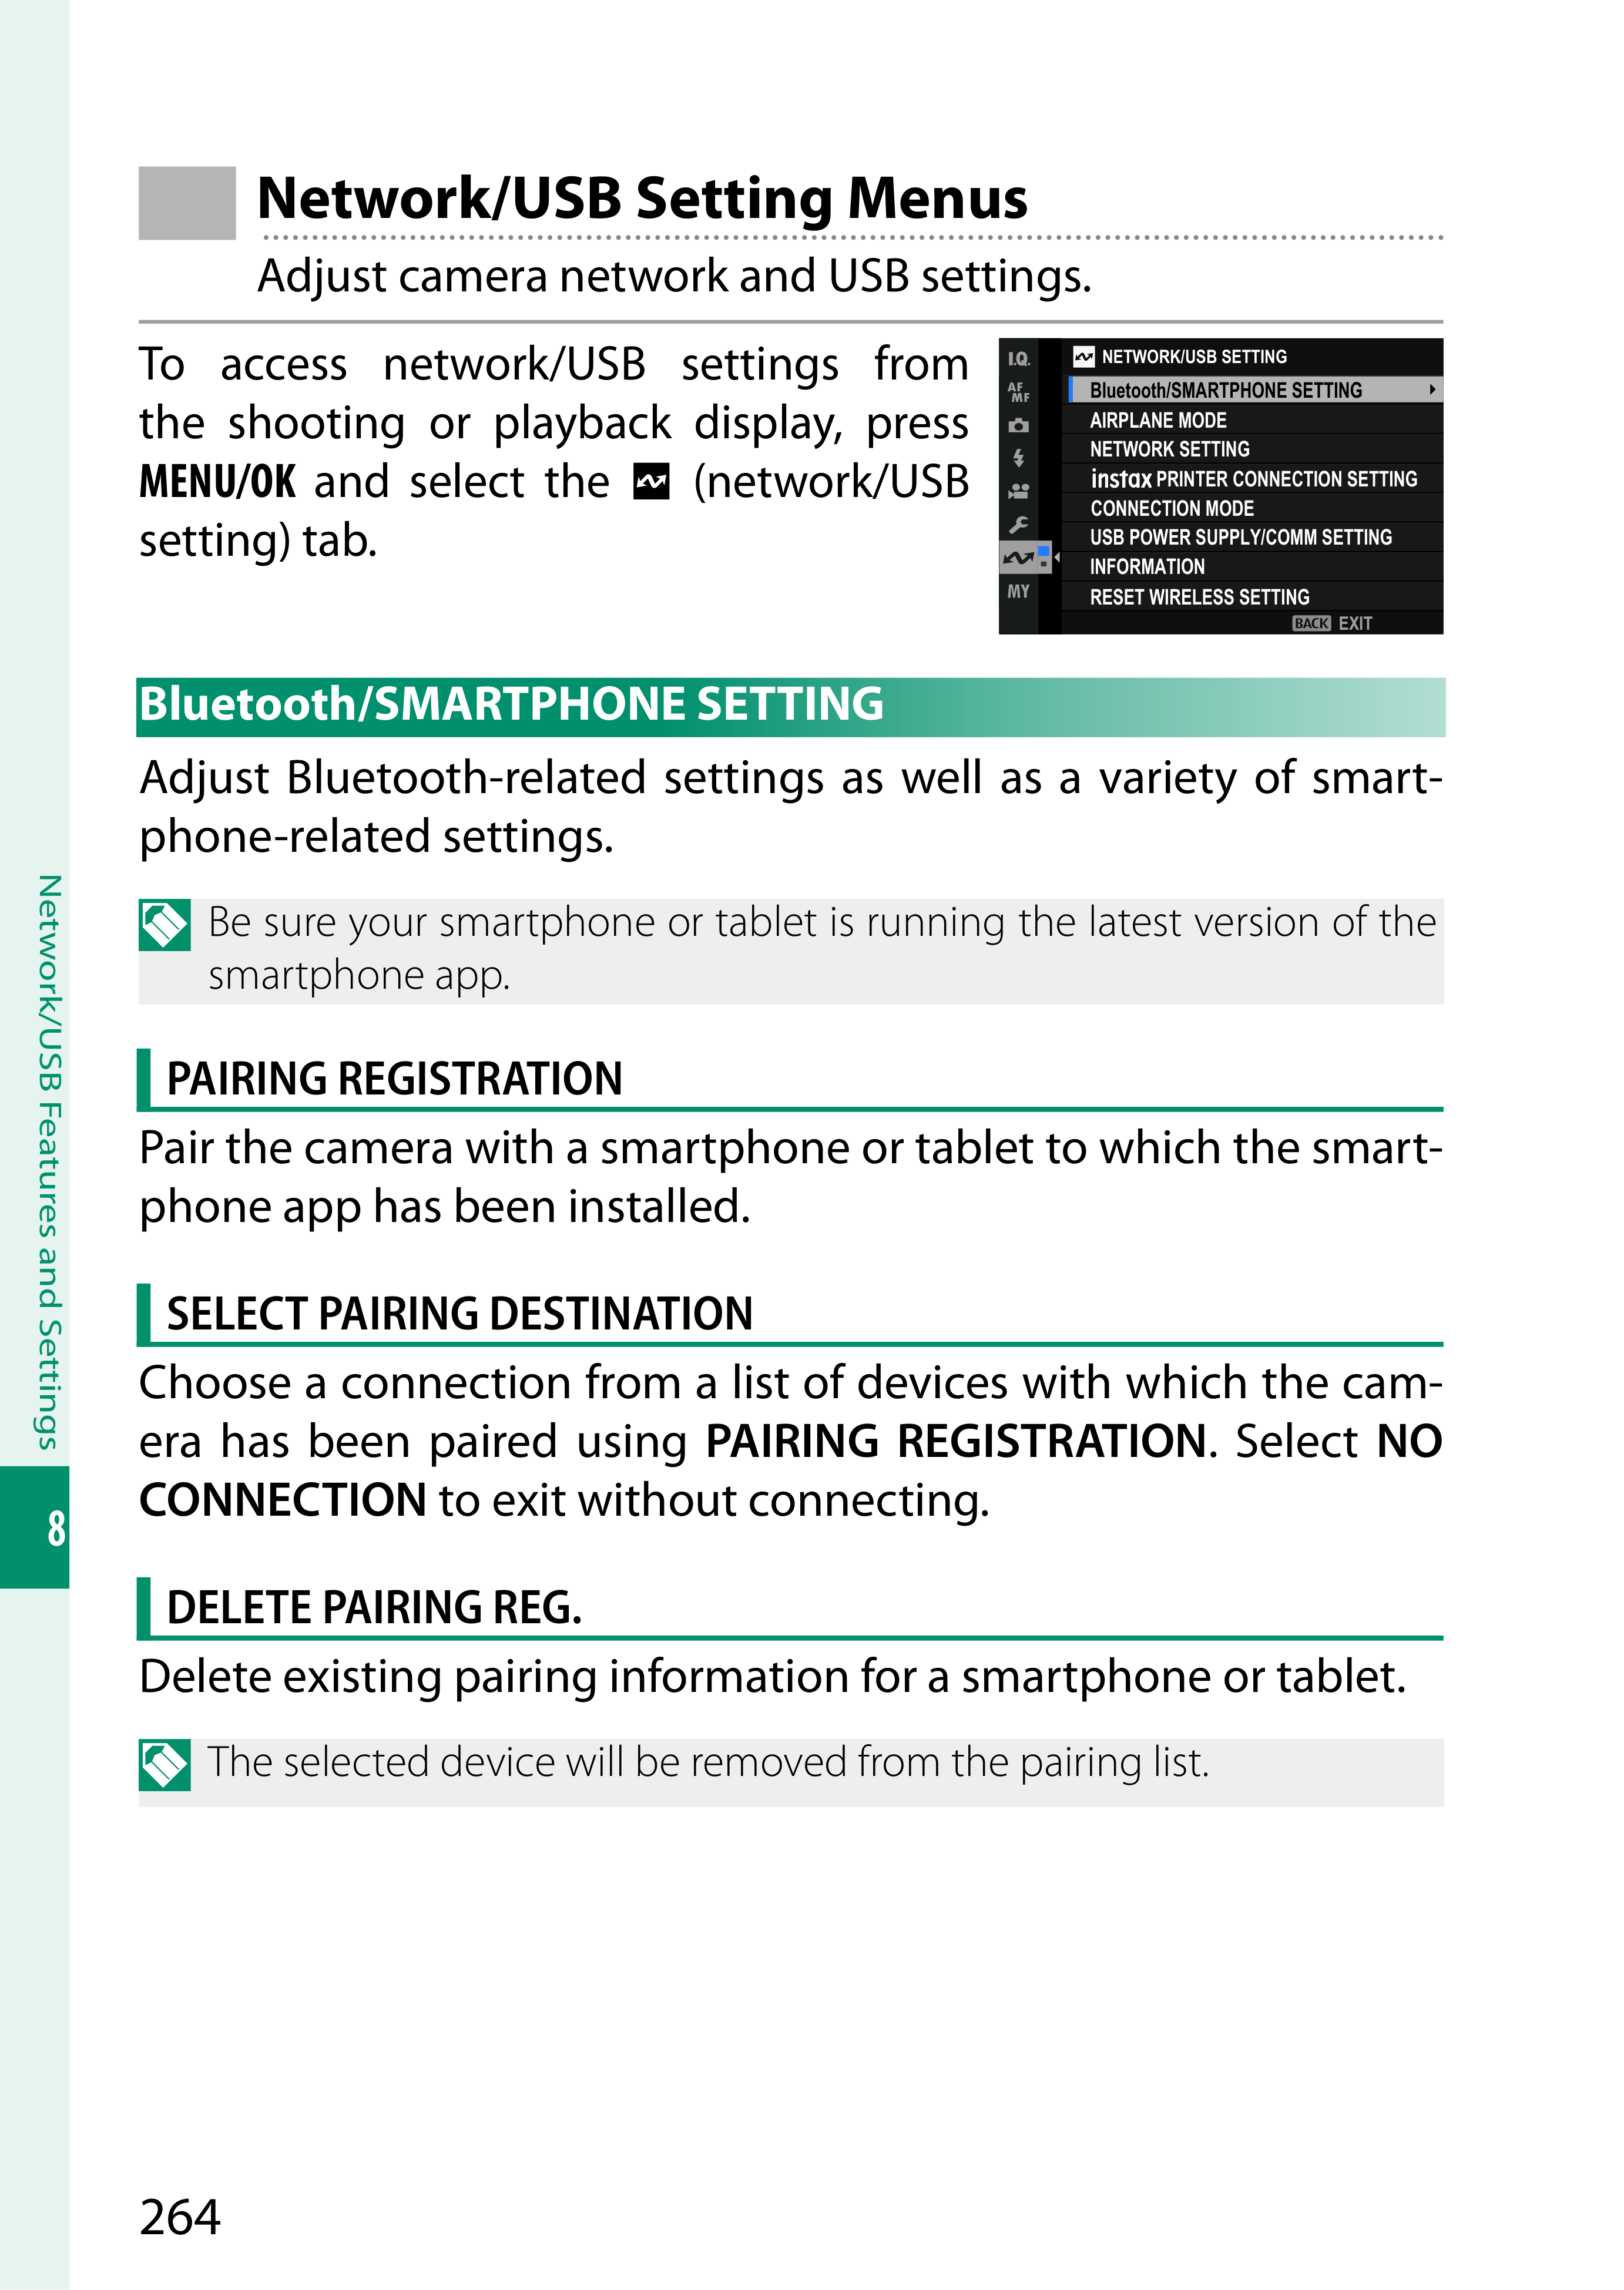 Network/USB Setting Menus
Adjust camera network and USB settings.
To access network/USB settings from
the shooting or playback display, press
MENU/OK and select the (network/USB
setting) tab.
I.Q.
AF
MF
MY
NETWORK/USB SETTING
Bluetooth/SMARTPHONE SETTING
AIRPLANE MODE
NETWORK SETTING
instax PRINTER CONNECTION SETTING
CONNECTION MODE
USB POWER SUPPLY/COMM SETTING
INFORMATION
RESET WIRELESS SETTING
BACK EXIT
Bluetooth/SMARTPHONE SETTING
Adjust Bluetooth-related settings as well as a variety of smart-
phone-related settings.
Be sure your smartphone or tablet is running the latest version of the
smartphone app.
PAIRING REGISTRATION
Pair the camera with a smartphone or tablet to which the smart-
phone app has been installed.
SELECT PAIRING DESTINATION
Choose a connection from a list of devices with which the cam-
era has been paired using PAIRING REGISTRATION. Select NO
CONNECTION to exit without connecting.
DELETE PAIRING REG.
Delete existing pairing information for a smartphone or tablet.
The selected device will be removed from the pairing list.
Network/USB Features and Settings
8
264